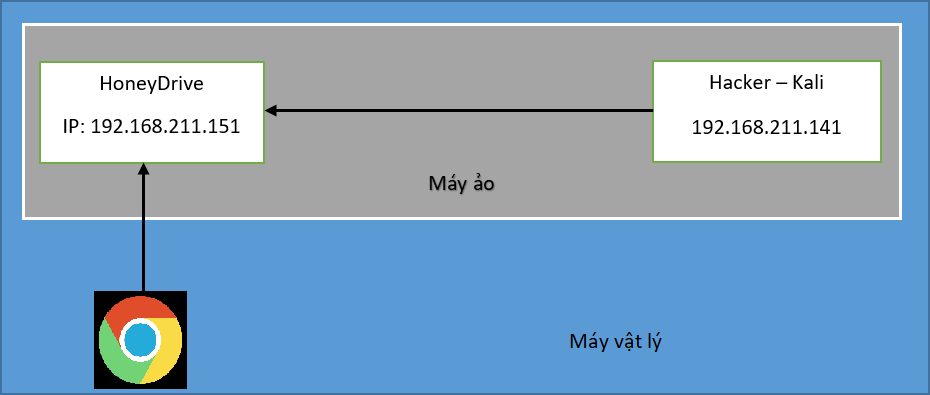 HoneyDrive
IP: 192.168.211.151
Hacker – Kali
192.168.211.141
Máy ảo
Máy vật lý